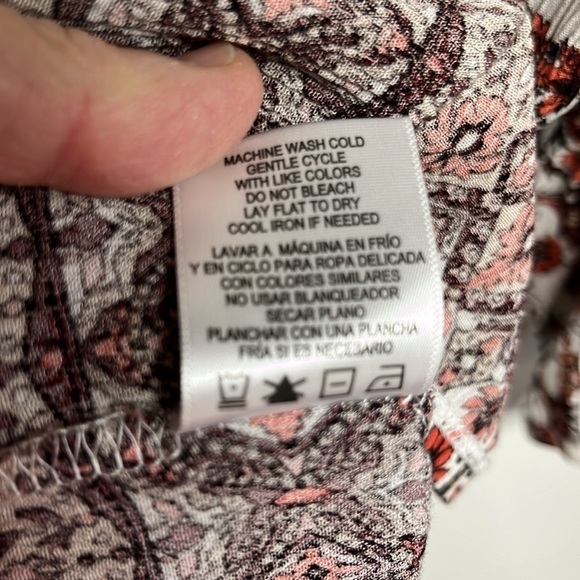 MACHINE WASH COLD
GENTLE CYCLE
WITH LIKE COLORS
DO NOT BLEACH
LAY FLAT TO DRY
COOL IRON IF NEEDED
LAVAR A MÁQUINA EN FRÍO
Y EN CICLO PARA ROPA DELICADA
CON COLORES SIMILARES
NO USAR BLANQUEADOR
SECAR PLANO
PLANCHAR CON UNA PLANCHA
FRÍA SI ES NECESARIO